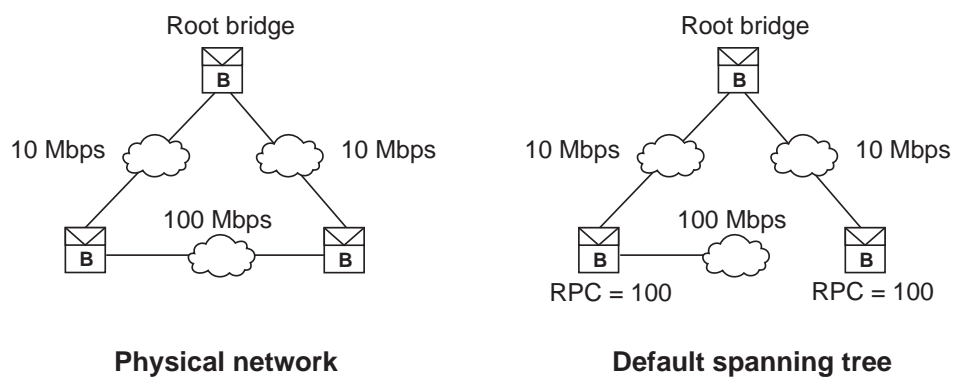 Root bridge
B
10 Mbps
10 Mbps
100 Mbps
B
B
Physical network
Root bridge
B
10 Mbps
10 Mbps
100 Mbps
B
B
RPC = 100
RPC = 100
Default spanning tree